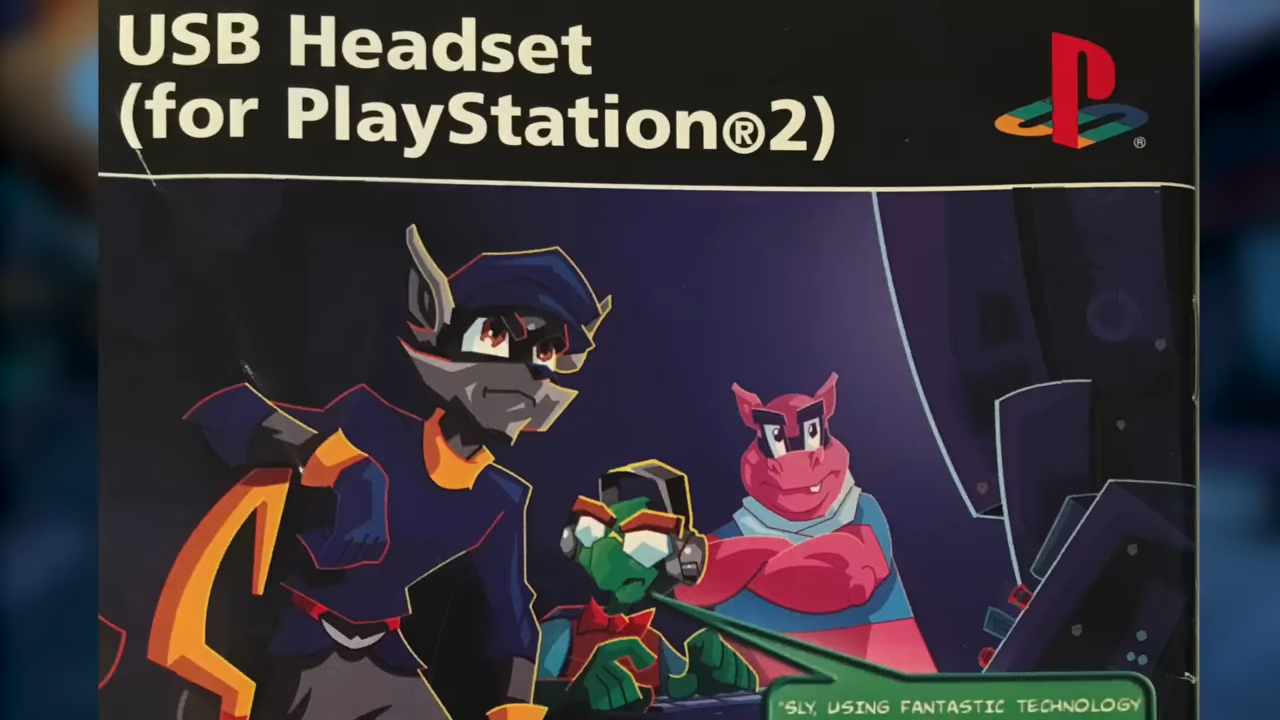 USB Headset
(for PlayStation®2)
®
"SLY, USING FANTASTIC TECHNOLOGY